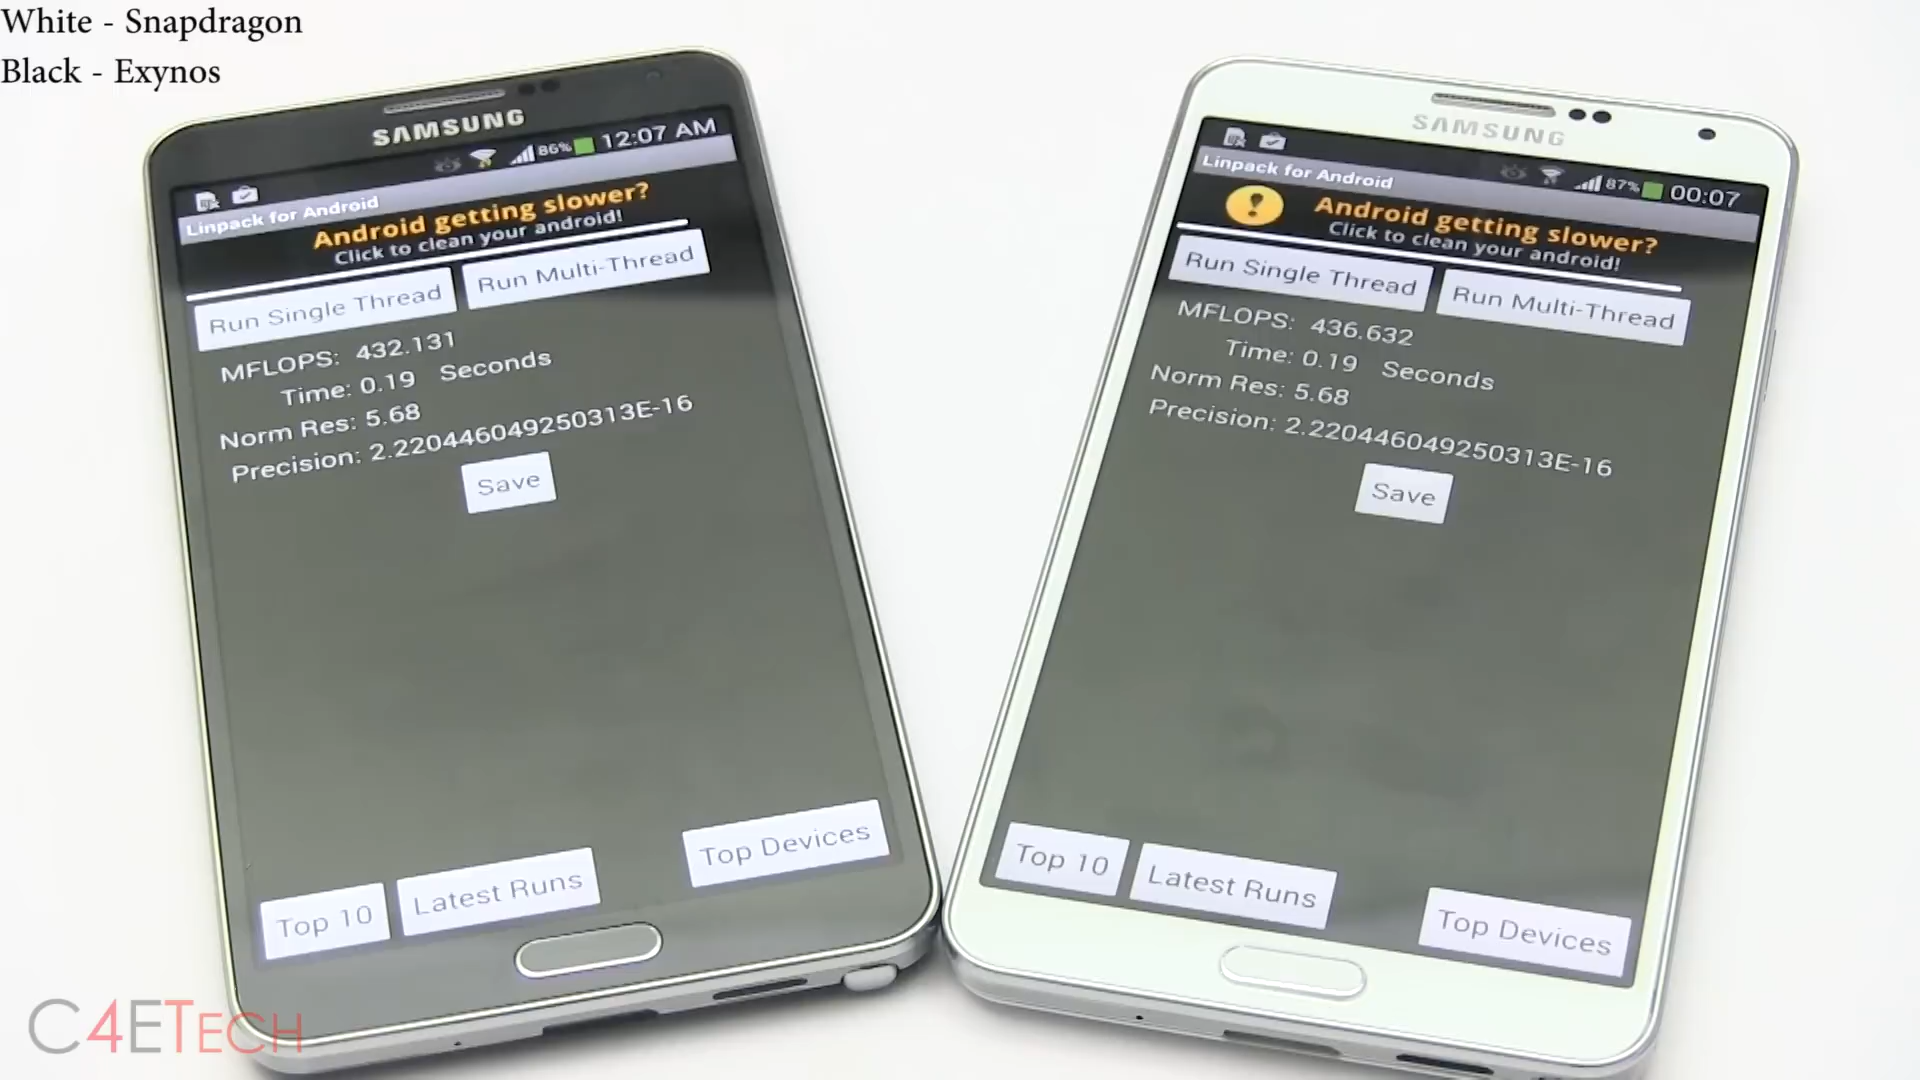 White - Snapdragon
Black - Exynos
SAMSUNG
86% 12:07 AM
Linpack for Android
Android getting slower?
Click to clean your android!
Run Single Thread
Run Multi-Thread
MFLOPS: 432.131
Time: 0.19 Seconds
Norm Res: 5.68
Precision: 2.220446049250313E-16
Save
Top 10
Latest Runs
Top Devices
SAMSUNG
87% 00:07
Linpack for Android
Android getting slower?
Click to clean your android!
Run Single Thread
Run Multi-Thread
MFLOPS: 436.632
Time: 0.19 Seconds
Norm Res: 5.68
Precision: 2.220446049250313E-16
Save
Top 10
Latest Runs
Top Devices
C4ETECH